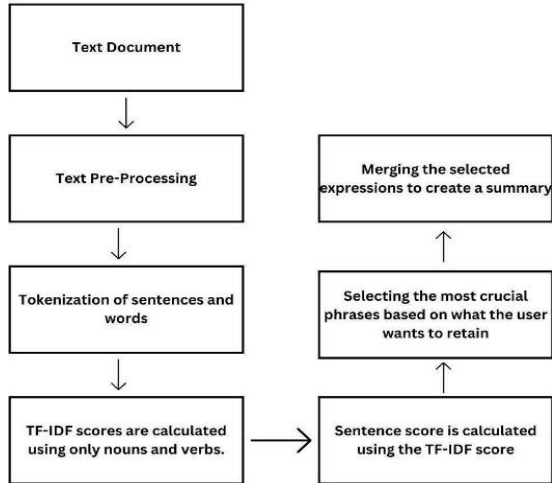 Text Document
Text Pre-Processing
Tokenization of sentences and
words
TF-IDF scores are calculated
using only nouns and verbs.
Sentence score is calculated
using the TF-IDF score
Selecting the most crucial
phrases based on what the user
wants to retain
Merging the selected
expressions to create a summary